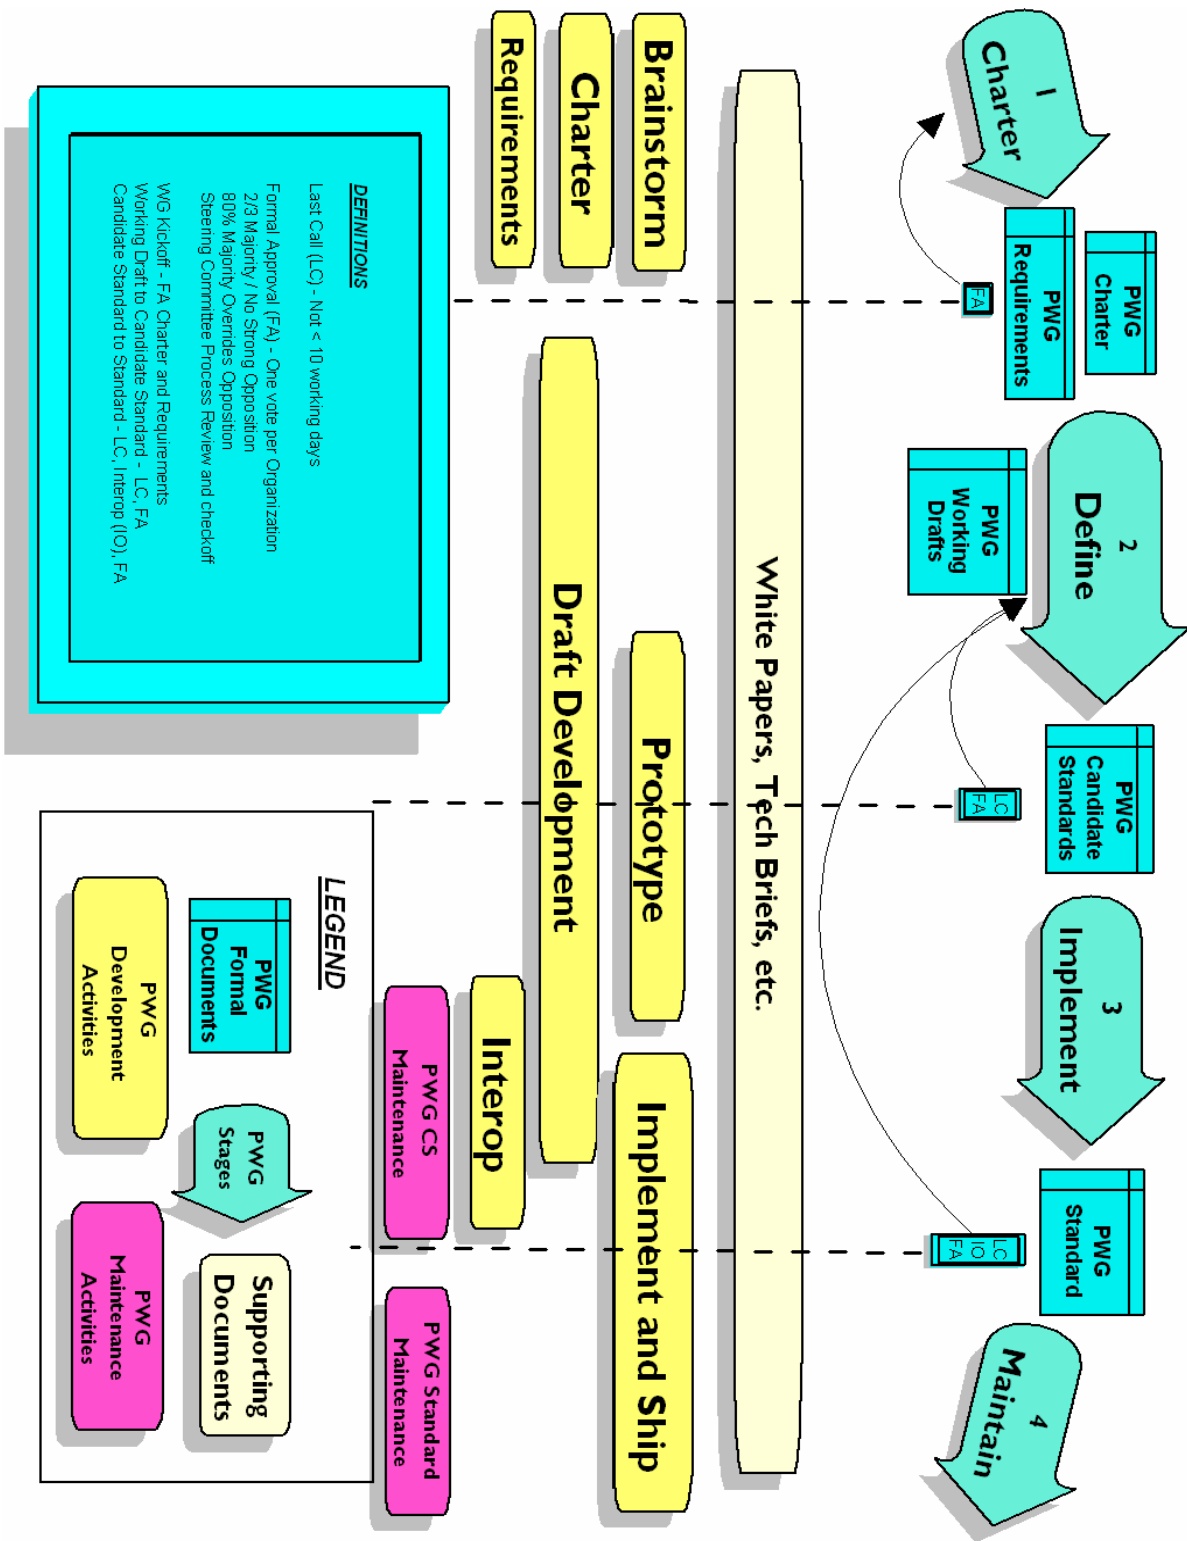 1
Charter
PWG
Charter
PWG
Requirements
FA
2
Define
PWG
Working
Drafts
PWG
Candidate
Standards
LC
FA
3
Implement
PWG
Standard
LC
IO
FA
4
Maintain
White Papers, Tech Briefs, etc.
Brainstorm
Charter
Requirements
Prototype
Implement and Ship
Draft Development
Interop
PWG CS
Maintenance
PWG Standard
Maintenance
DEFINITIONS
Last Call (LC) - Not < 10 working days
Formal Approval (FA) - One vote per Organization
2/3 Majority / No Strong Opposition
80% Majority Overrides Opposition
Steering Committee Process Review and checkoff
WG Kickoff - FA Charter and Requirements
Working Draft to Candidate Standard - LC, FA
Candidate Standard to Standard - LC, Interop (IO), FA
LEGEND
PWG
Formal
Documents
PWG
Stages
Supporting
Documents
PWG
Development
Activities
PWG
Maintenance
Activities